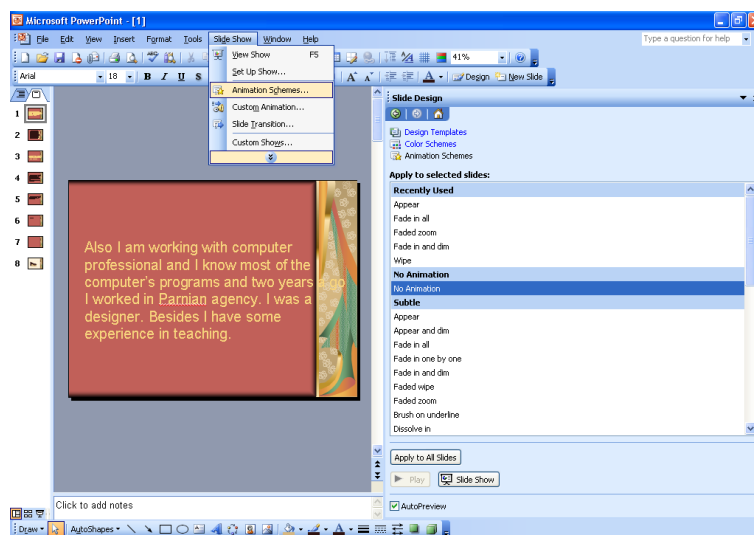 Microsoft PowerPoint - [1]
File Edit View Insert Format Tools Slide Show Window Help
Type a question for help
41%
Arial 18 B I U S A A A Design New Slide
View Show F5
Set Up Show...
Animation Schemes...
Custom Animation...
Slide Transition...
Custom Shows...
1
2
3
4
5
6
7
8
Also I am working with computer
professional and I know most of the
computer's programs and two years a go
I worked in Parnian agency. I was a
designer. Besides I have some
experience in teaching.
Click to add notes
Slide Design
Design Templates
Color Schemes
Animation Schemes
Apply to selected slides:
Recently Used
Appear
Fade in all
Faded zoom
Fade in and dim
Wipe
No Animation
No Animation
Subtle
Appear
Appear and dim
Fade in all
Fade in one by one
Fade in and dim
Faded wipe
Faded zoom
Brush on underline
Dissolve in
Apply to All Slides
Play Slide Show
AutoPreview
Draw AutoShapes A A